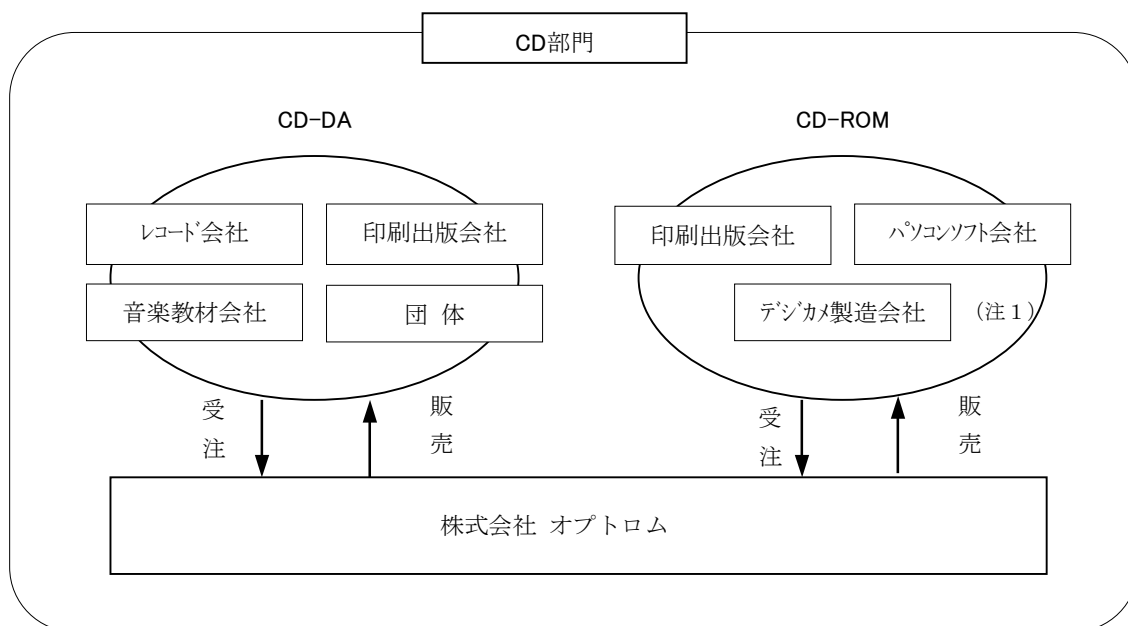 CD部門
CD-DA
CD-ROM
ﾚｺｰﾄﾞ会社
印刷出版会社
印刷出版会社
ﾊﾟｿｺﾝｿﾌﾄ会社
音楽教材会社
団 体
ﾃﾞｼﾞｶﾒ製造会社
(注１)
受注
販売
受注
販売
株式会社 オプトロム